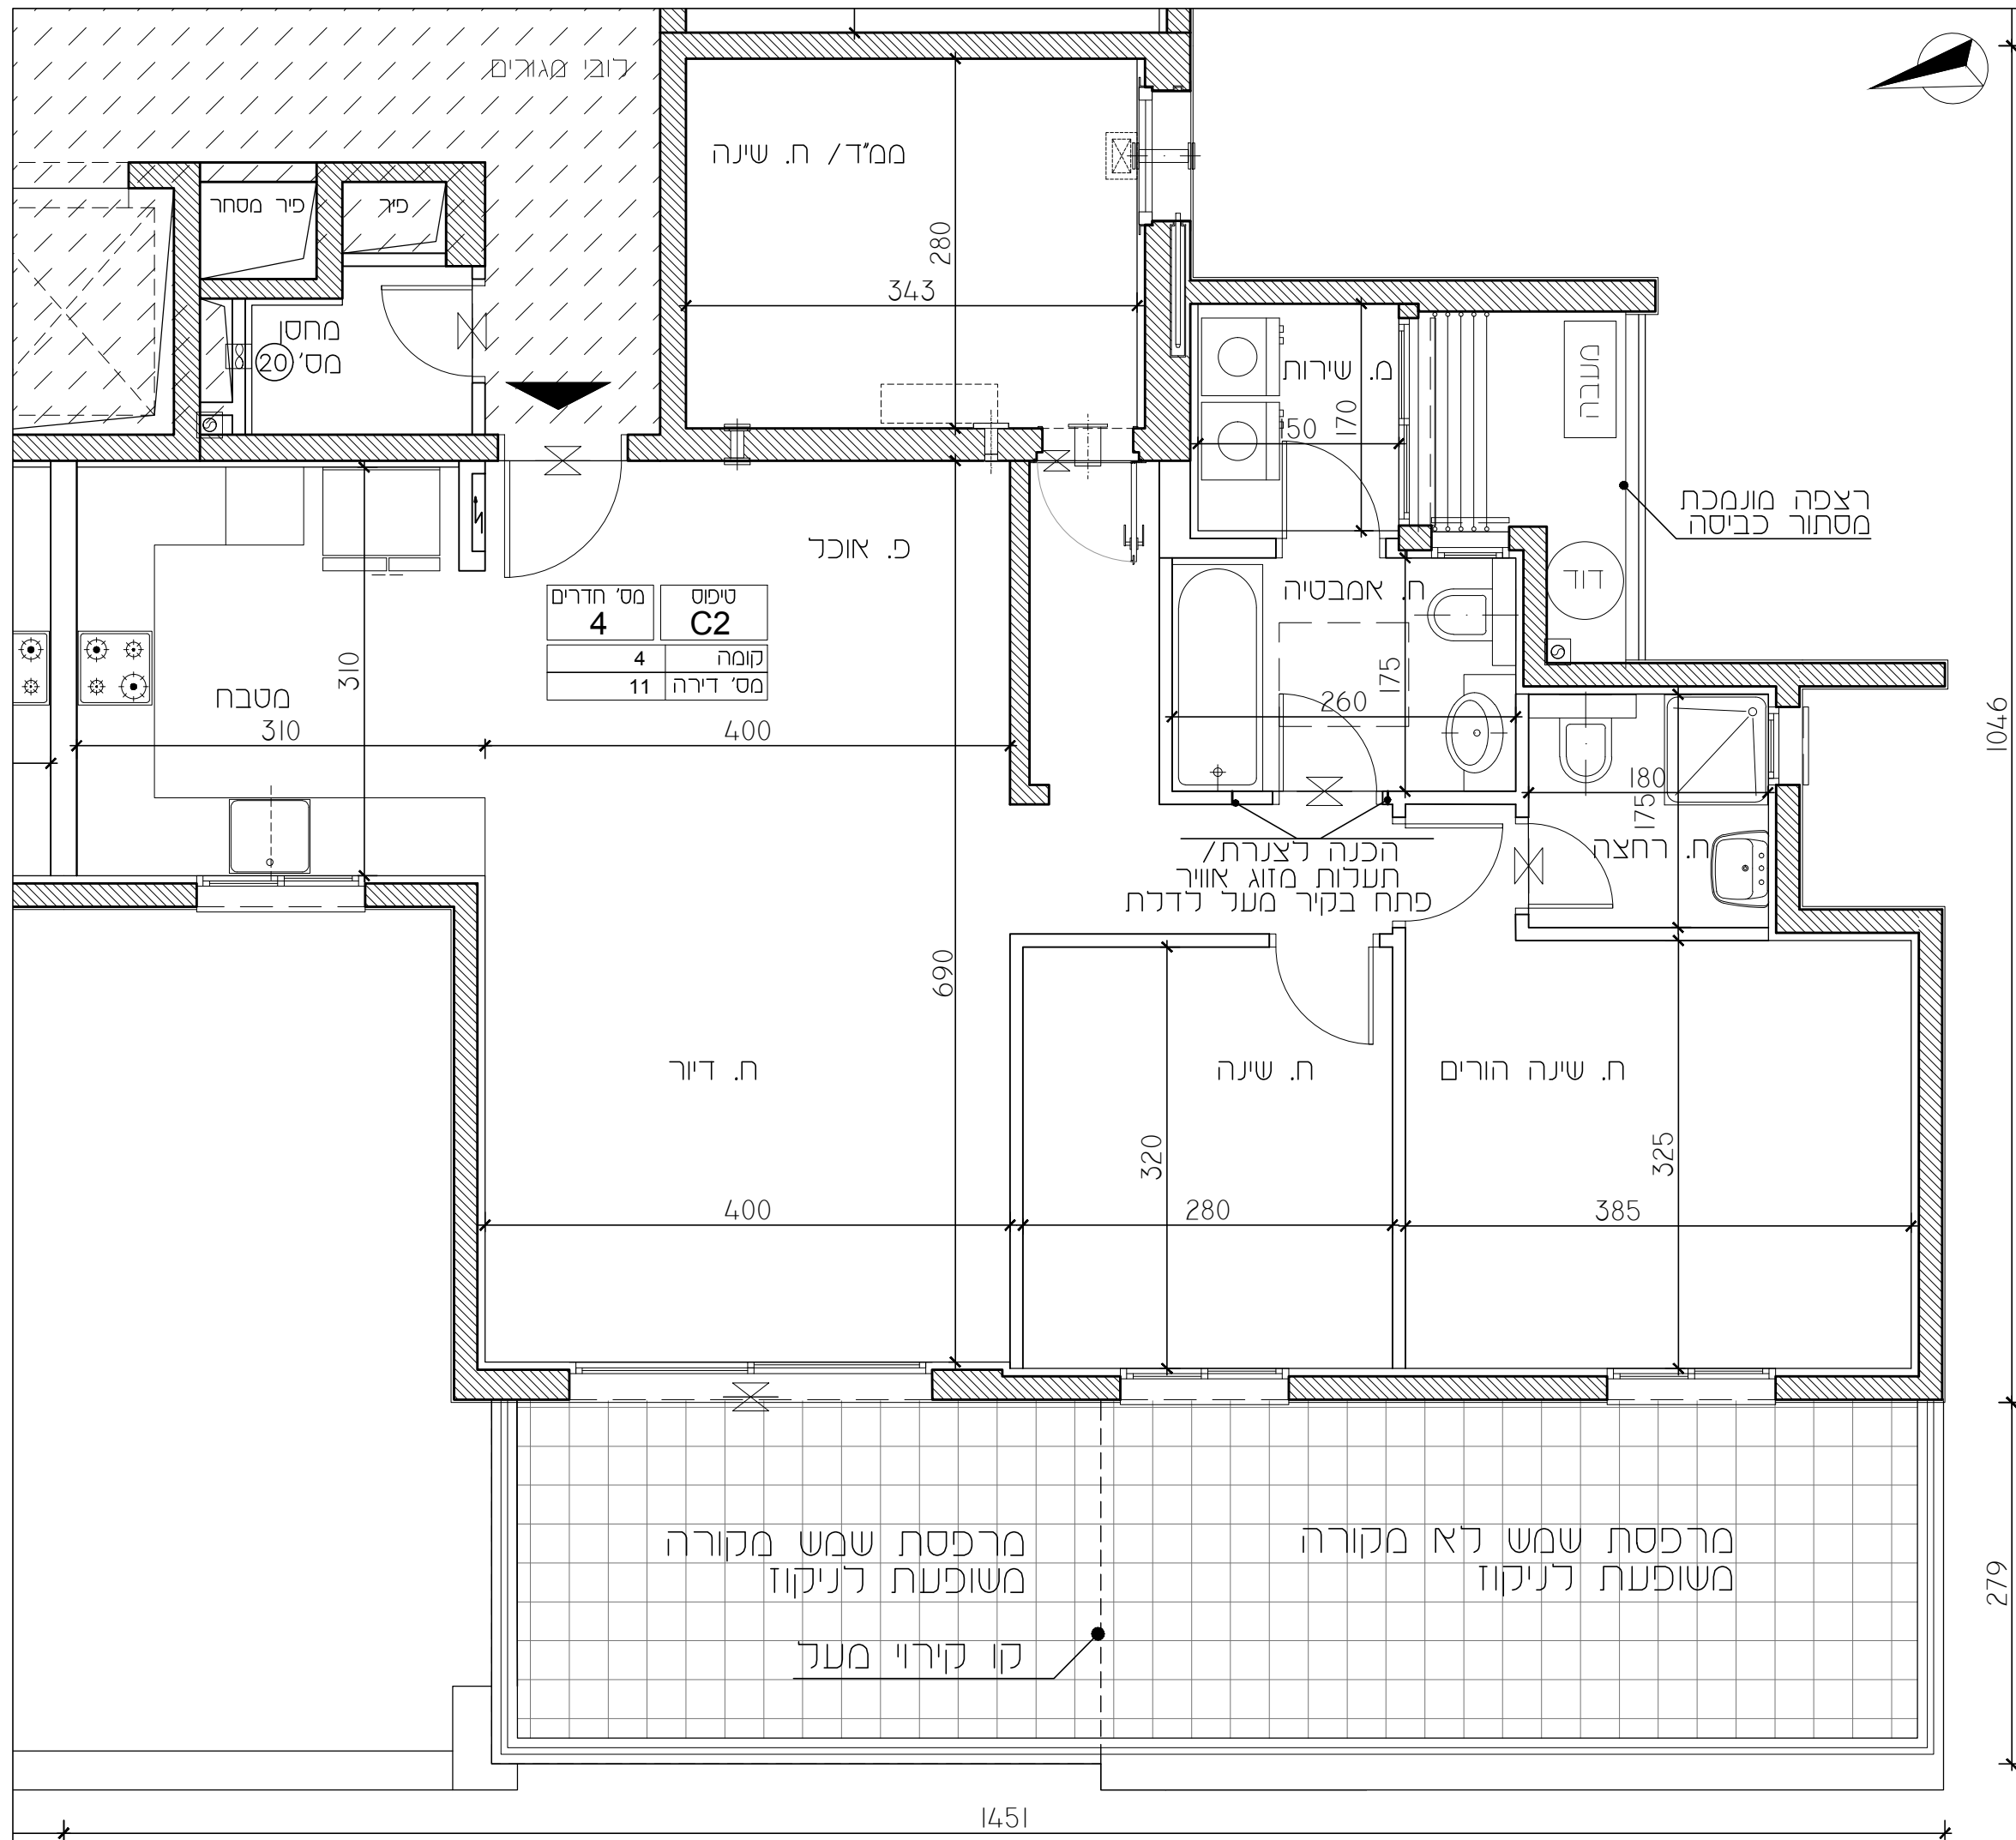 לובי מגורים
ממ"ד/ ח. שינה
פיר מסחר
פיר
280
343
מחסן
מס' 20
מ. שירות
150
170
מעבה
רצפה מונמכת
מסתור כביסה
פ. אוכל
דוד
ח. אמבטיה
מס' חדרים
4
טיפוס
C2
קומה 4
מס' דירה 11
מטבח
310
310
400
175
260
1046
180
175
ח. רחצה
הכנה לצנרת/
תעלות מזוג אוויר
פתח בקיר מעל לדלת
690
ח. דיור
ח. שינה
ח. שינה הורים
320
325
400
280
385
מרפסת שמש מקורה
משופעת לניקוז
מרפסת שמש לא מקורה
משופעת לניקוז
279
קו קירוי מעל
1451